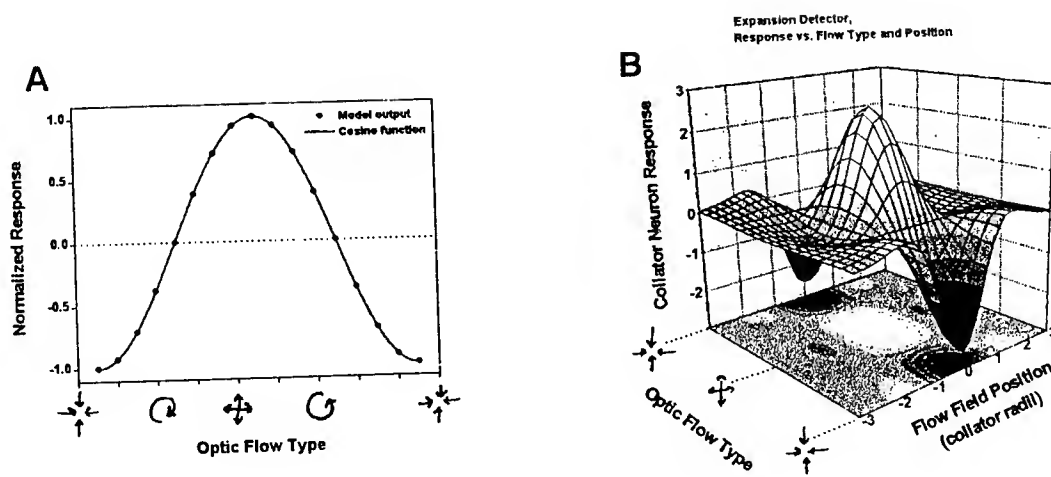 A
Normalized Response
1.0
0.5
0.0
-0.5
-1.0
Model output
Cosine function
Optic Flow Type
Expansion Detector,
Response vs. Flow Type and Position
B
Collator Neuron Response
3
2
1
0
-1
-2
Optic Flow Type
-3
-2
-1
0
1
2
Flow Field Position
(collator radii)